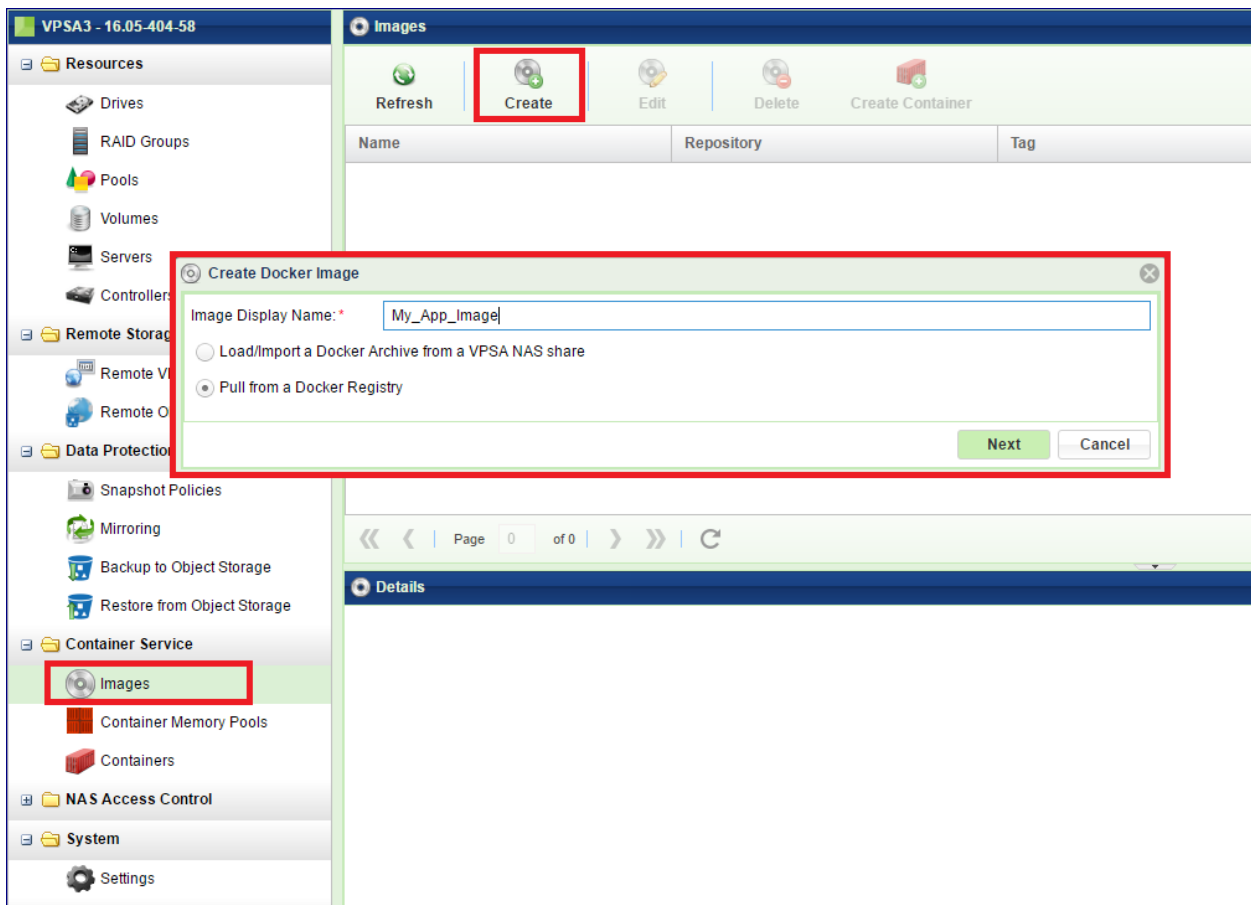 VPSA3 - 16.05-404-58
Resources
Drives
RAID Groups
Pools
Volumes
Servers
Controllers
Remote Storag
Remote VP
Remote O
Data Protection
Snapshot Policies
Mirroring
Backup to Object Storage
Restore from Object Storage
Container Service
Images
Container Memory Pools
Containers
NAS Access Control
System
Settings
Images
Refresh Create Edit Delete Create Container
Name Repository Tag
Create Docker Image
Image Display Name: * My_App_Image
Load/Import a Docker Archive from a VPSA NAS share
Pull from a Docker Registry
Next Cancel
Page 0 of 0
Details